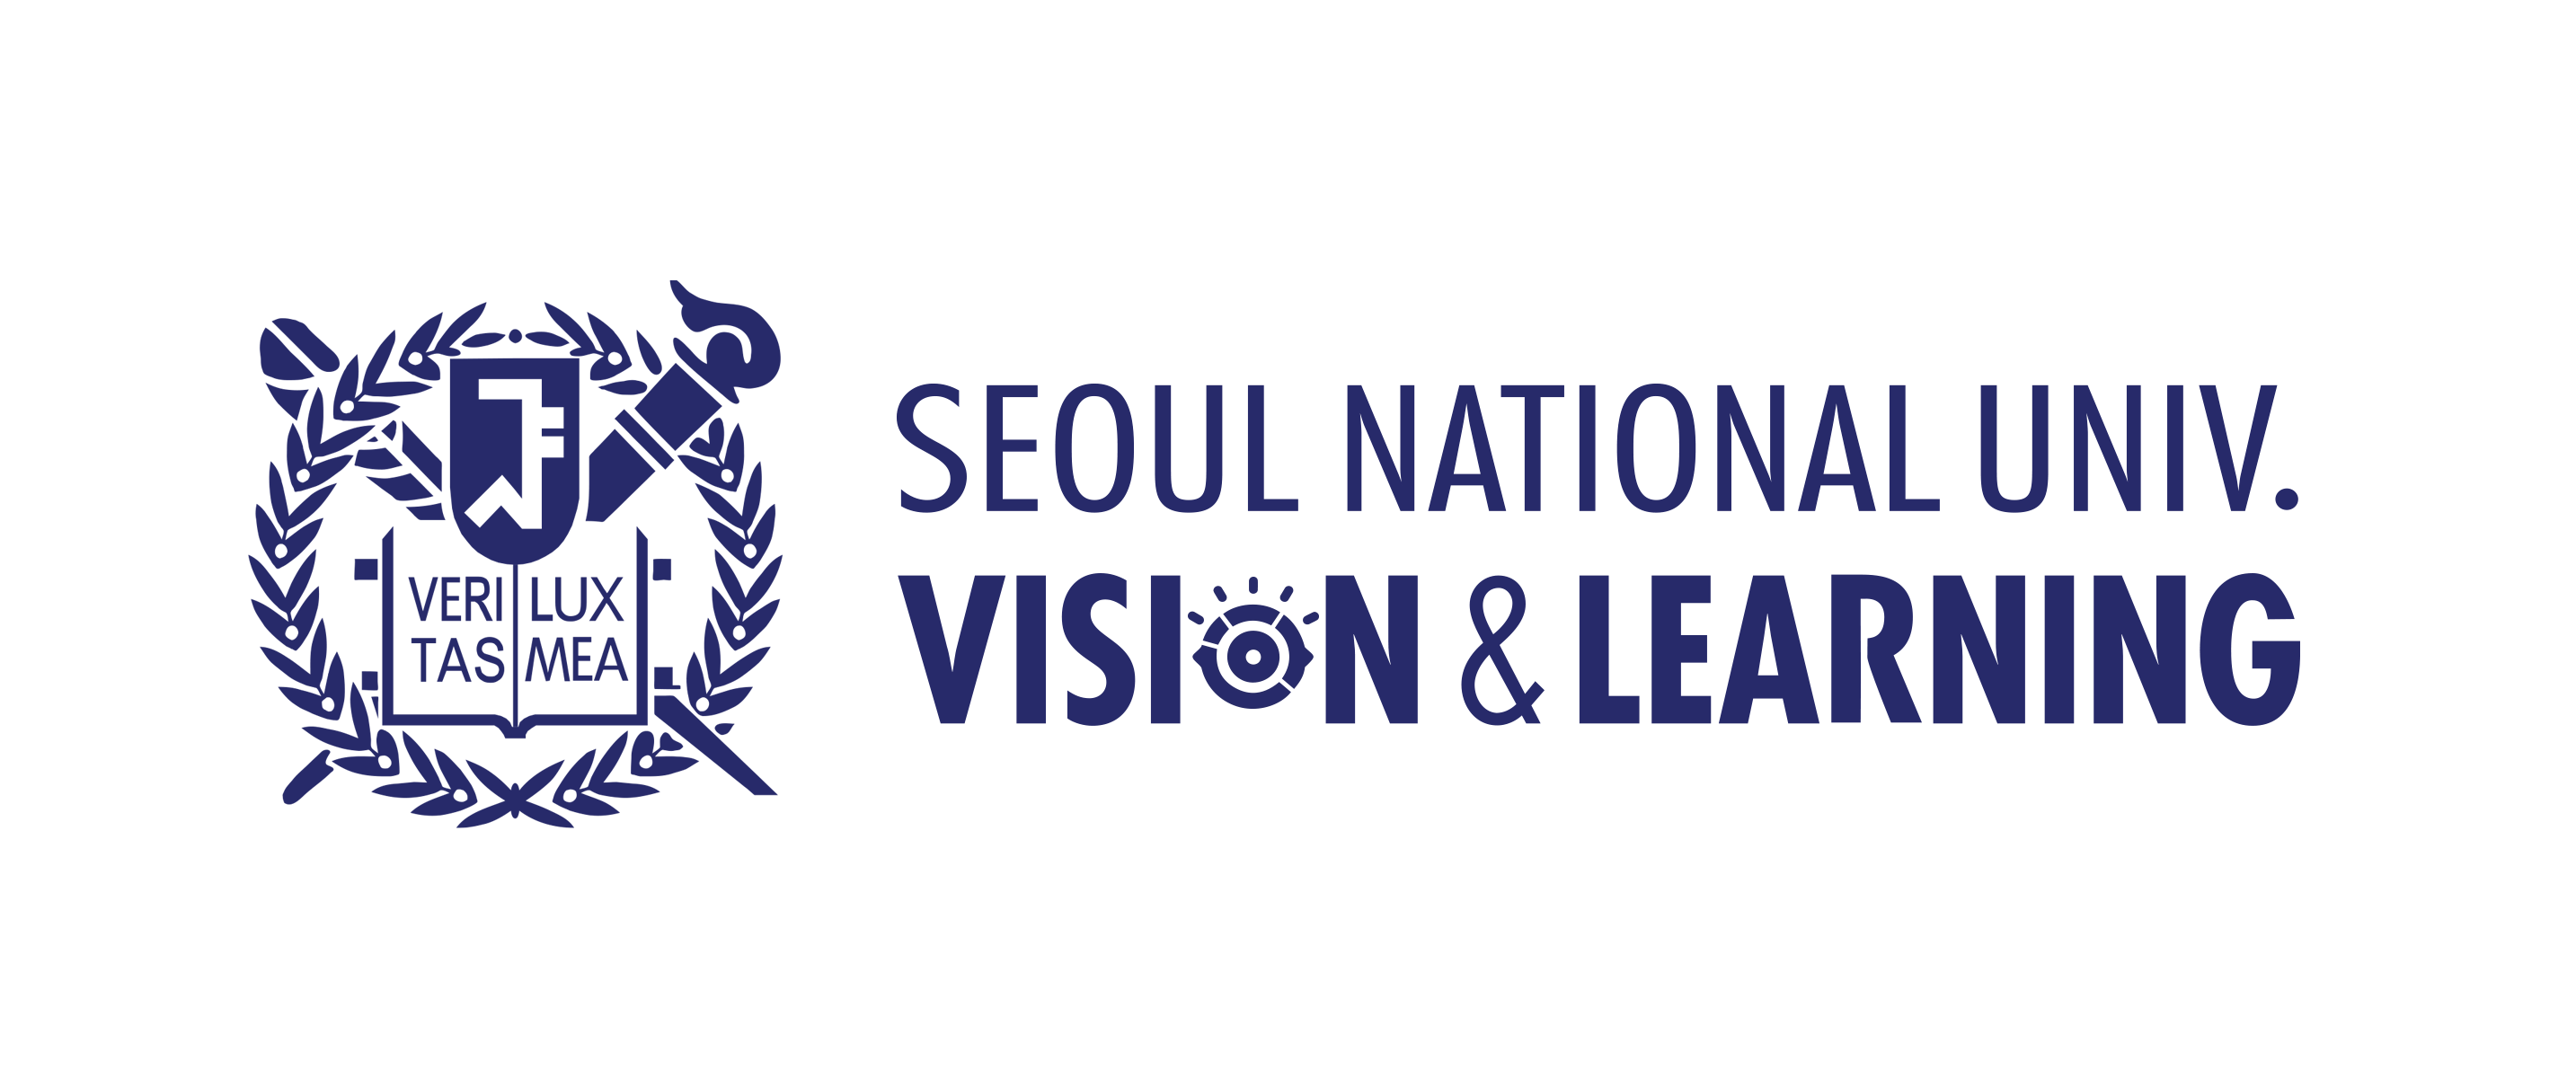 VERI LUX
TAS MEA
SEOUL NATIONAL UNIV.
VISION & LEARNING